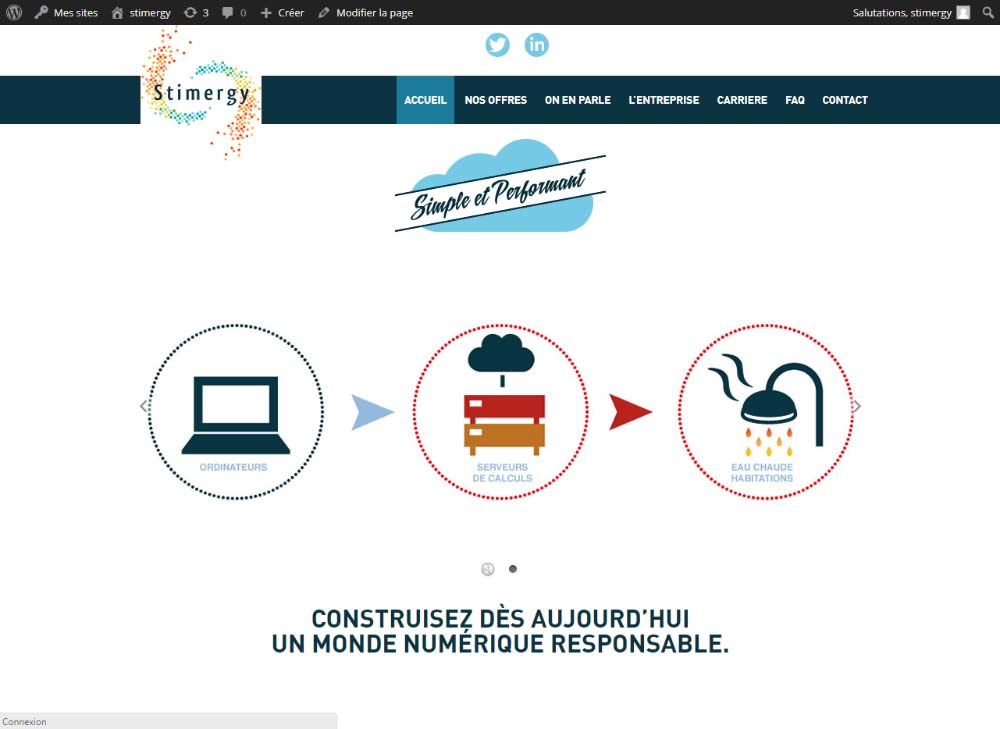 Mes sites stimergy 3 0 Créer Modifier la page Salutations, stimergy
in
Stimergy
ACCUEIL NOS OFFRES ON EN PARLE L'ENTREPRISE CARRIERE FAQ CONTACT
Simple et Performant
ORDINATEURS
SERVEURS
DE CALCULS
EAU CHAUDE
HABITATIONS
CONSTRUISEZ DÈS AUJOURD'HUI
UN MONDE NUMÉRIQUE RESPONSABLE.
Connexion